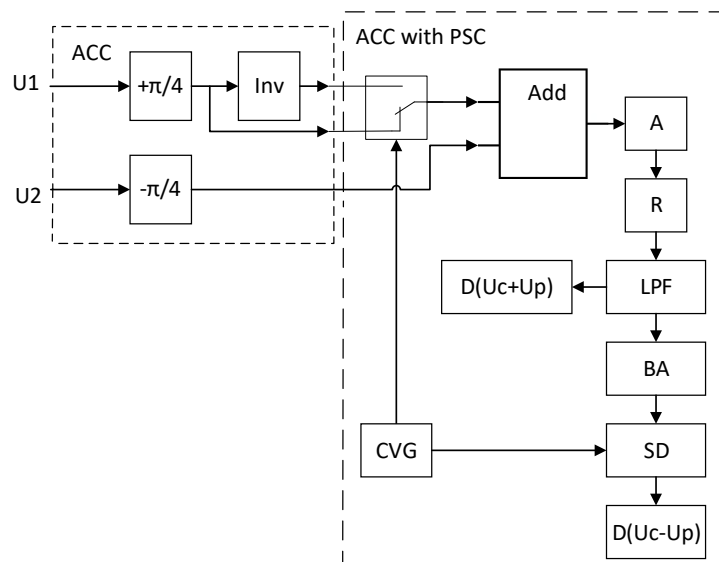 ACC with PSC
ACC
U1
+π/4
Inv
Add
A
U2
-π/4
R
D(Uc+Up)
LPF
BA
CVG
SD
D(Uc-Up)